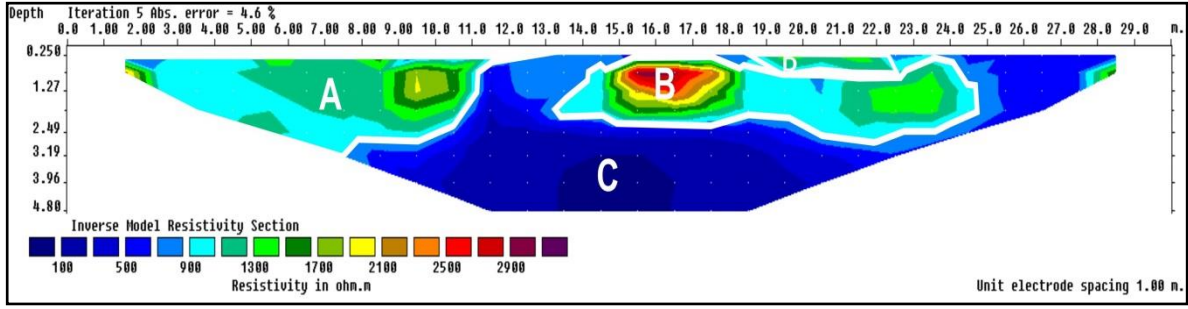 Depth Iteration 5 Abs. error = 4.6 %
0.0 1.0 2.00 3.0 4.00 5.00 6.00 7.00 8.00 9.00 10.0 11.0 12.0 13.0 14.0 15.0 16.0 17.0 18.0 19.0 20.0 21.0 22.0 23.0 24.0 25.0 26.0 27.0 28.0 29.0 m.
0.250
1.27
2.49
3.19
3.96
4.80
A
B
D
C
Inverse Model Resistivity Section
100 500 900 1300 1700 2100 2500 2900
Resistivity in ohm.m
Unit electrode spacing 1.00 m.